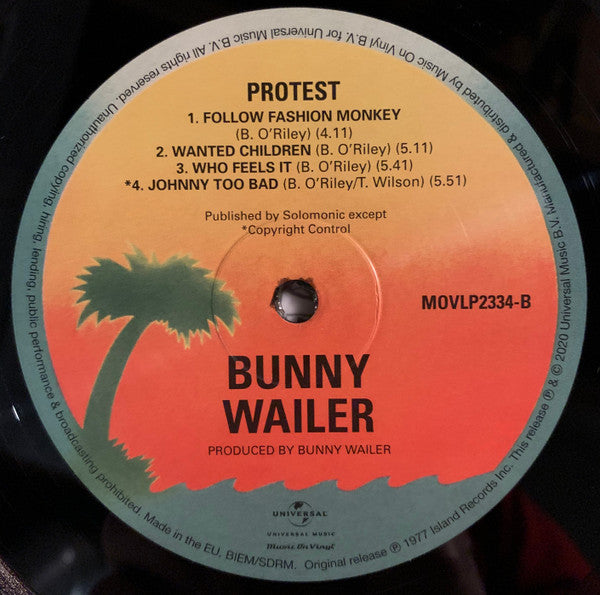 PROTEST
1. FOLLOW FASHION MONKEY
(B. O'Riley) (4.11)
2. WANTED CHILDREN (B. O'Riley) (5.11)
3. WHO FEELS IT (B. O'Riley) (5.41)
*4. JOHNNY TOO BAD (B. O'Riley/T. Wilson) (5.51)
Published by Solomonic except
*Copyright Control
MOVLP2334-B
BUNNY
WAILER
PRODUCED BY BUNNY WAILER
UNIVERSAL
UNIVERSAL MUSIC
Music On Vinyl
Made in the EU, BIEM/SDRM. Original release ℗ 1977 Island Records Inc. This release ℗ & © 2020 Universal Music B.V. Manufactured & distributed by Music On Vinyl B.V. for Universal Music B.V. All rights reserved. Unauthorized copying, hiring, lending, public performance & broadcasting prohibited.